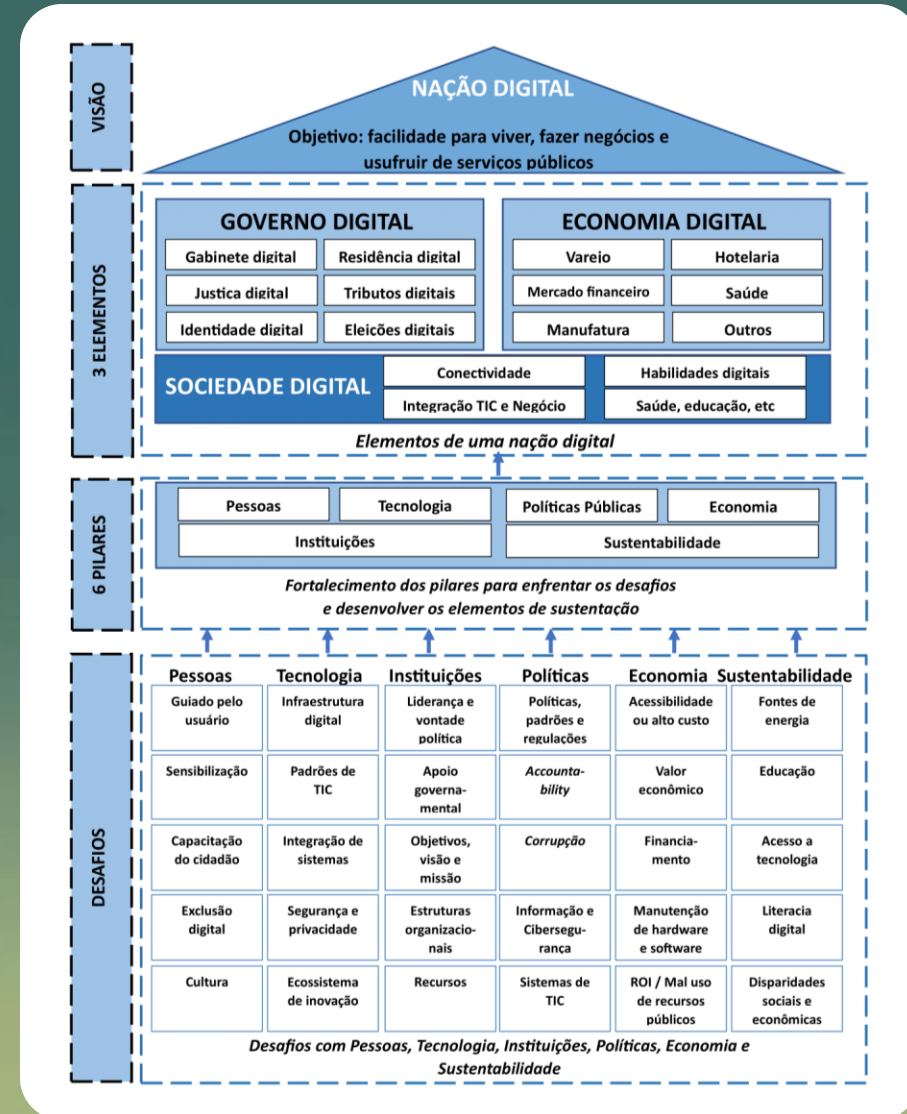 VISÃO
NAÇÃO DIGITAL
Objetivo: facilidade para viver, fazer negócios e
usufruir de serviços públicos
3 ELEMENTOS
GOVERNO DIGITAL
Gabinete digital
Residência digital
Justiça digital
Tributos digitais
Identidade digital
Eleições digitais
ECONOMIA DIGITAL
Varejo
Hotelaria
Mercado financeiro
Saúde
Manufatura
Outros
SOCIEDADE DIGITAL
Conectividade
Habilidades digitais
Integração TIC e Negócio
Saúde, educação, etc
Elementos de uma nação digital
6 PILARES
Pessoas
Tecnologia
Políticas Públicas
Economia
Instituições
Sustentabilidade
Fortalecimento dos pilares para enfrentar os desafios
e desenvolver os elementos de sustentação
DESAFIOS
Pessoas
Guiado pelo
usuário
Sensibilização
Capacitação
do cidadão
Exclusão
digital
Cultura
Tecnologia
Infraestrutura
digital
Padrões de
TIC
Integração de
sistemas
Segurança e
privacidade
Ecossistema
de inovação
Instituições
Liderança e
vontade
política
Apoio
governa-
mental
Objetivos,
visão e
missão
Estruturas
organizacio-
nais
Recursos
Políticas
Políticas,
padrões e
regulações
Accounta-
bility
Corrupção
Informação e
Cibersegu-
rança
Sistemas de
TIC
Economia
Acessibilidade
ou alto custo
Valor
econômico
Financia-
mento
Manutenção
de hardware
e software
ROI / Mal uso
de recursos
públicos
Sustentabilidade
Fontes de
energia
Educação
Acesso a
tecnologia
Literacia
digital
Disparidades
sociais e
econômicas
Desafios com Pessoas, Tecnologia, Instituições, Políticas, Economia e
Sustentabilidade